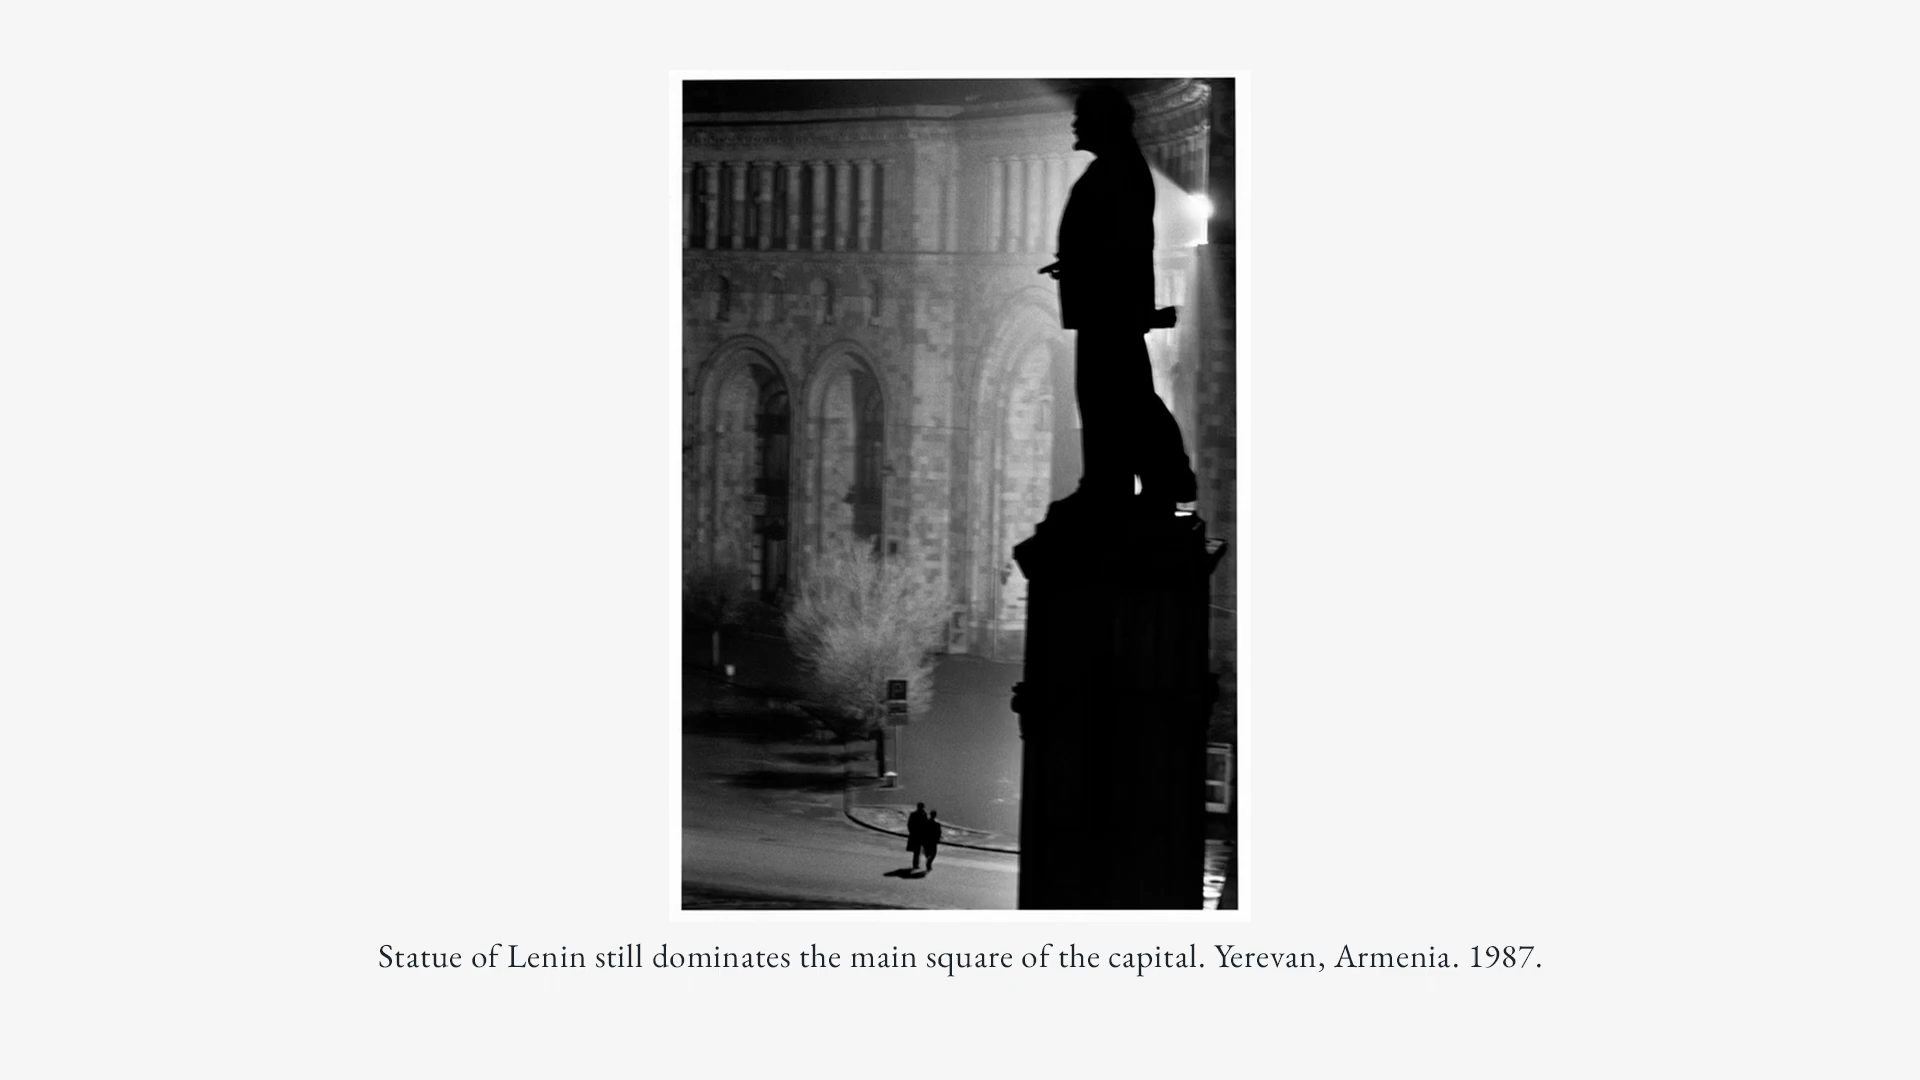 Statue of Lenin still dominates the main square of the capital. Yerevan, Armenia. 1987.